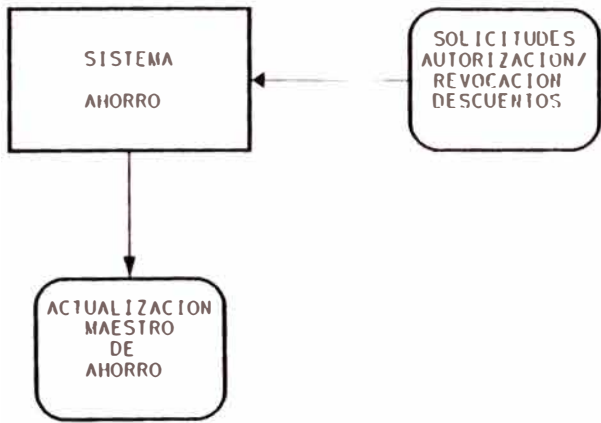 SISTEMA
AHORRO
SOLICITUDES
AUTORIZACION/
REVOCACION
DESCUENTOS
ACTUALIZACION
MAESTRO
DE
AHORRO